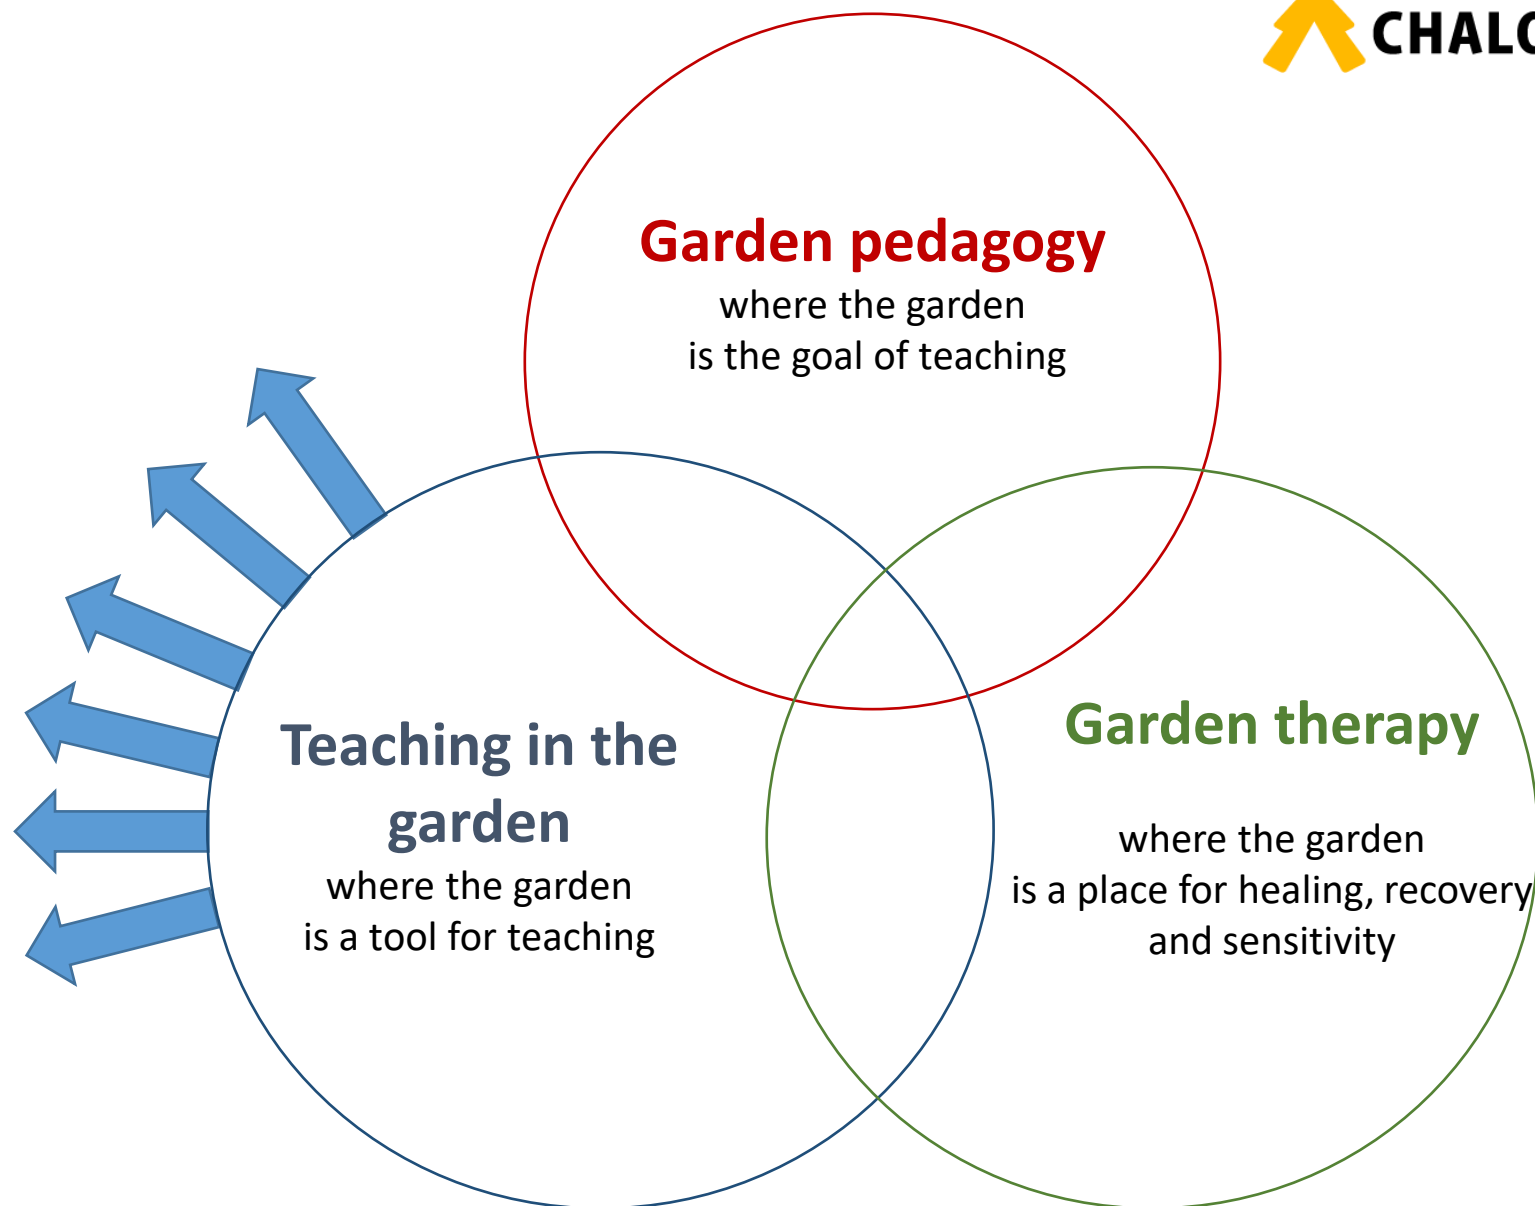 CHALO
Garden pedagogy
where the garden
is the goal of teaching
Teaching in the
garden
where the garden
is a tool for teaching
Garden therapy
where the garden
is a place for healing, recovery
and sensitivity